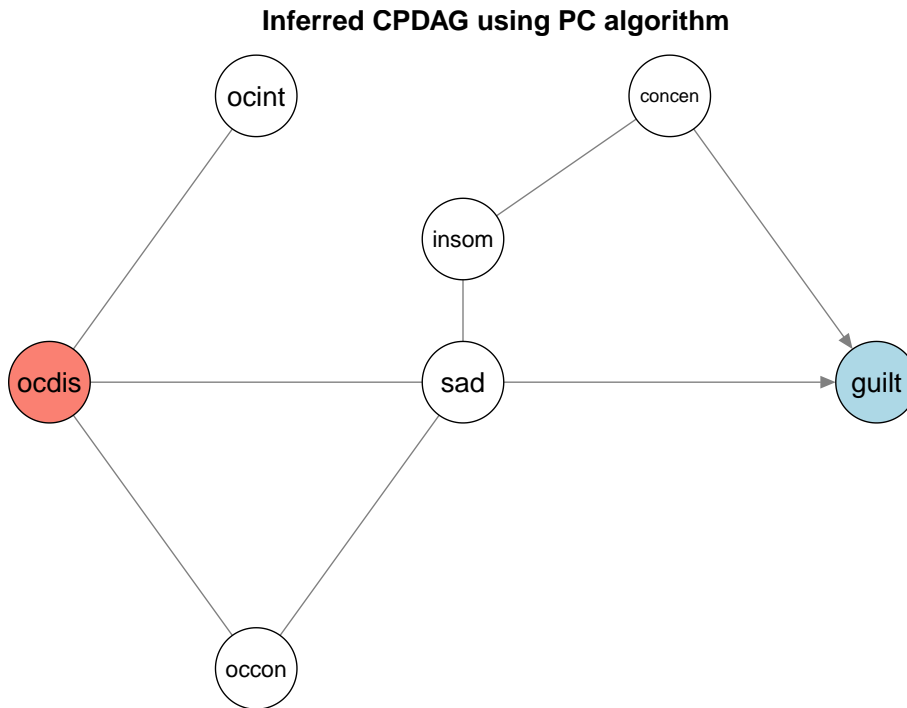 Inferred CPDAG using PC algorithm
ocint
concen
insom
ocdis
sad
guilt
occon